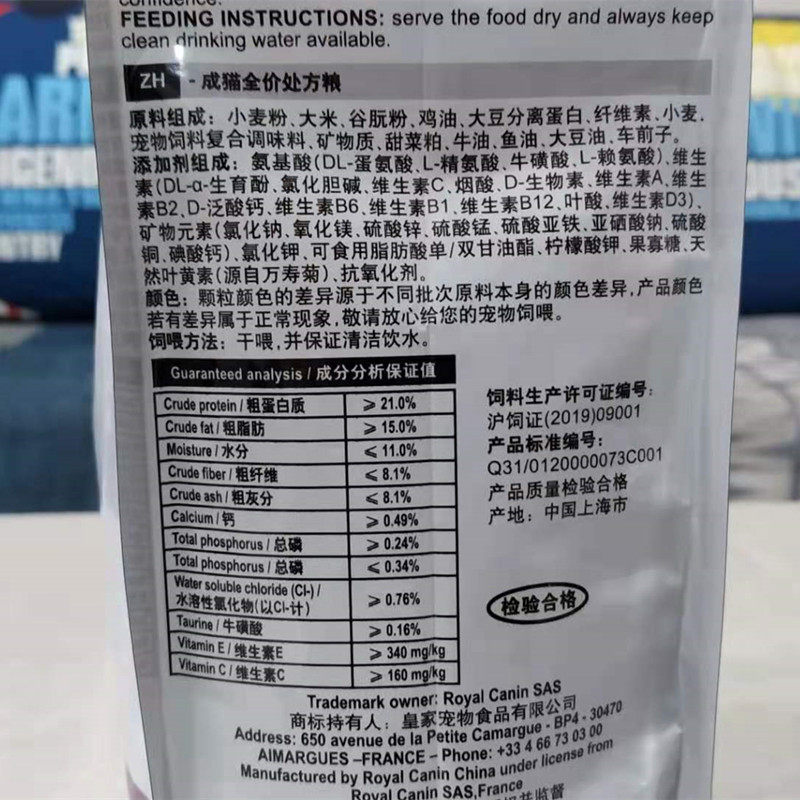 confidence.
FEEDING INSTRUCTIONS: serve the food dry and always keep
clean drinking water available.
ZH - 成猫全价处方粮
原料组成：小麦粉、大米、谷朊粉、鸡油、大豆分离蛋白、纤维素、小麦、
宠物饲料复合调味料、矿物质、甜菜粕、牛油、鱼油、大豆油、车前子。
添加剂组成：氨基酸(DL-蛋氨酸、L-精氨酸、牛磺酸、L-赖氨酸)、维生
素(DL-α-生育酚、氯化胆碱、维生素C、烟酸、D-生物素、维生素A、维生
素B2、D-泛酸钙、维生素B6、维生素B1、维生素B12、叶酸、维生素D3)、
矿物元素(氯化钠、氧化镁、硫酸锌、硫酸锰、硫酸亚铁、亚硒酸钠、硫酸
铜、碘酸钙)、氯化钾、可食用脂肪酸单/双甘油酯、柠檬酸钾、果寡糖、天
然叶黄素(源自万寿菊)、抗氧化剂。
颜色：颗粒颜色的差异源于不同批次原料本身的颜色差异,产品颜色
若有差异属于正常现象,敬请放心给您的宠物饲喂。
饲喂方法：干喂,并保证清洁饮水。
Guaranteed analysis / 成分分析保证值
Crude protein / 粗蛋白质 ⩾ 21.0%
Crude fat / 粗脂肪 ⩾ 15.0%
Moisture / 水分 ⩽ 11.0%
Crude fiber / 粗纤维 ⩽ 8.1%
Crude ash / 粗灰分 ⩽ 8.1%
Calcium / 钙 ⩾ 0.49%
Total phosphorus / 总磷 ⩾ 0.24%
Total phosphorus / 总磷 ⩽ 0.34%
Water soluble chloride (Cl-) /
水溶性氯化物(以Cl-计) ⩾ 0.76%
Taurine / 牛磺酸 ⩾ 0.16%
Vitamin E / 维生素E ⩾ 340 mg/kg
Vitamin C / 维生素C ⩾ 160 mg/kg
饲料生产许可证编号:
沪饲证(2019)09001
产品标准编号:
Q31/0120000073C001
产品质量检验合格
产地：中国上海市
检验合格
Trademark owner: Royal Canin SAS
商标持有人：皇家宠物食品有限公司
Address: 650 avenue de la Petite Camargue - BP4 - 30470
AIMARGUES –FRANCE – Phone: +33 4 66 73 03 00
Manufactured by Royal Canin China under license from
Royal Canin SAS,France